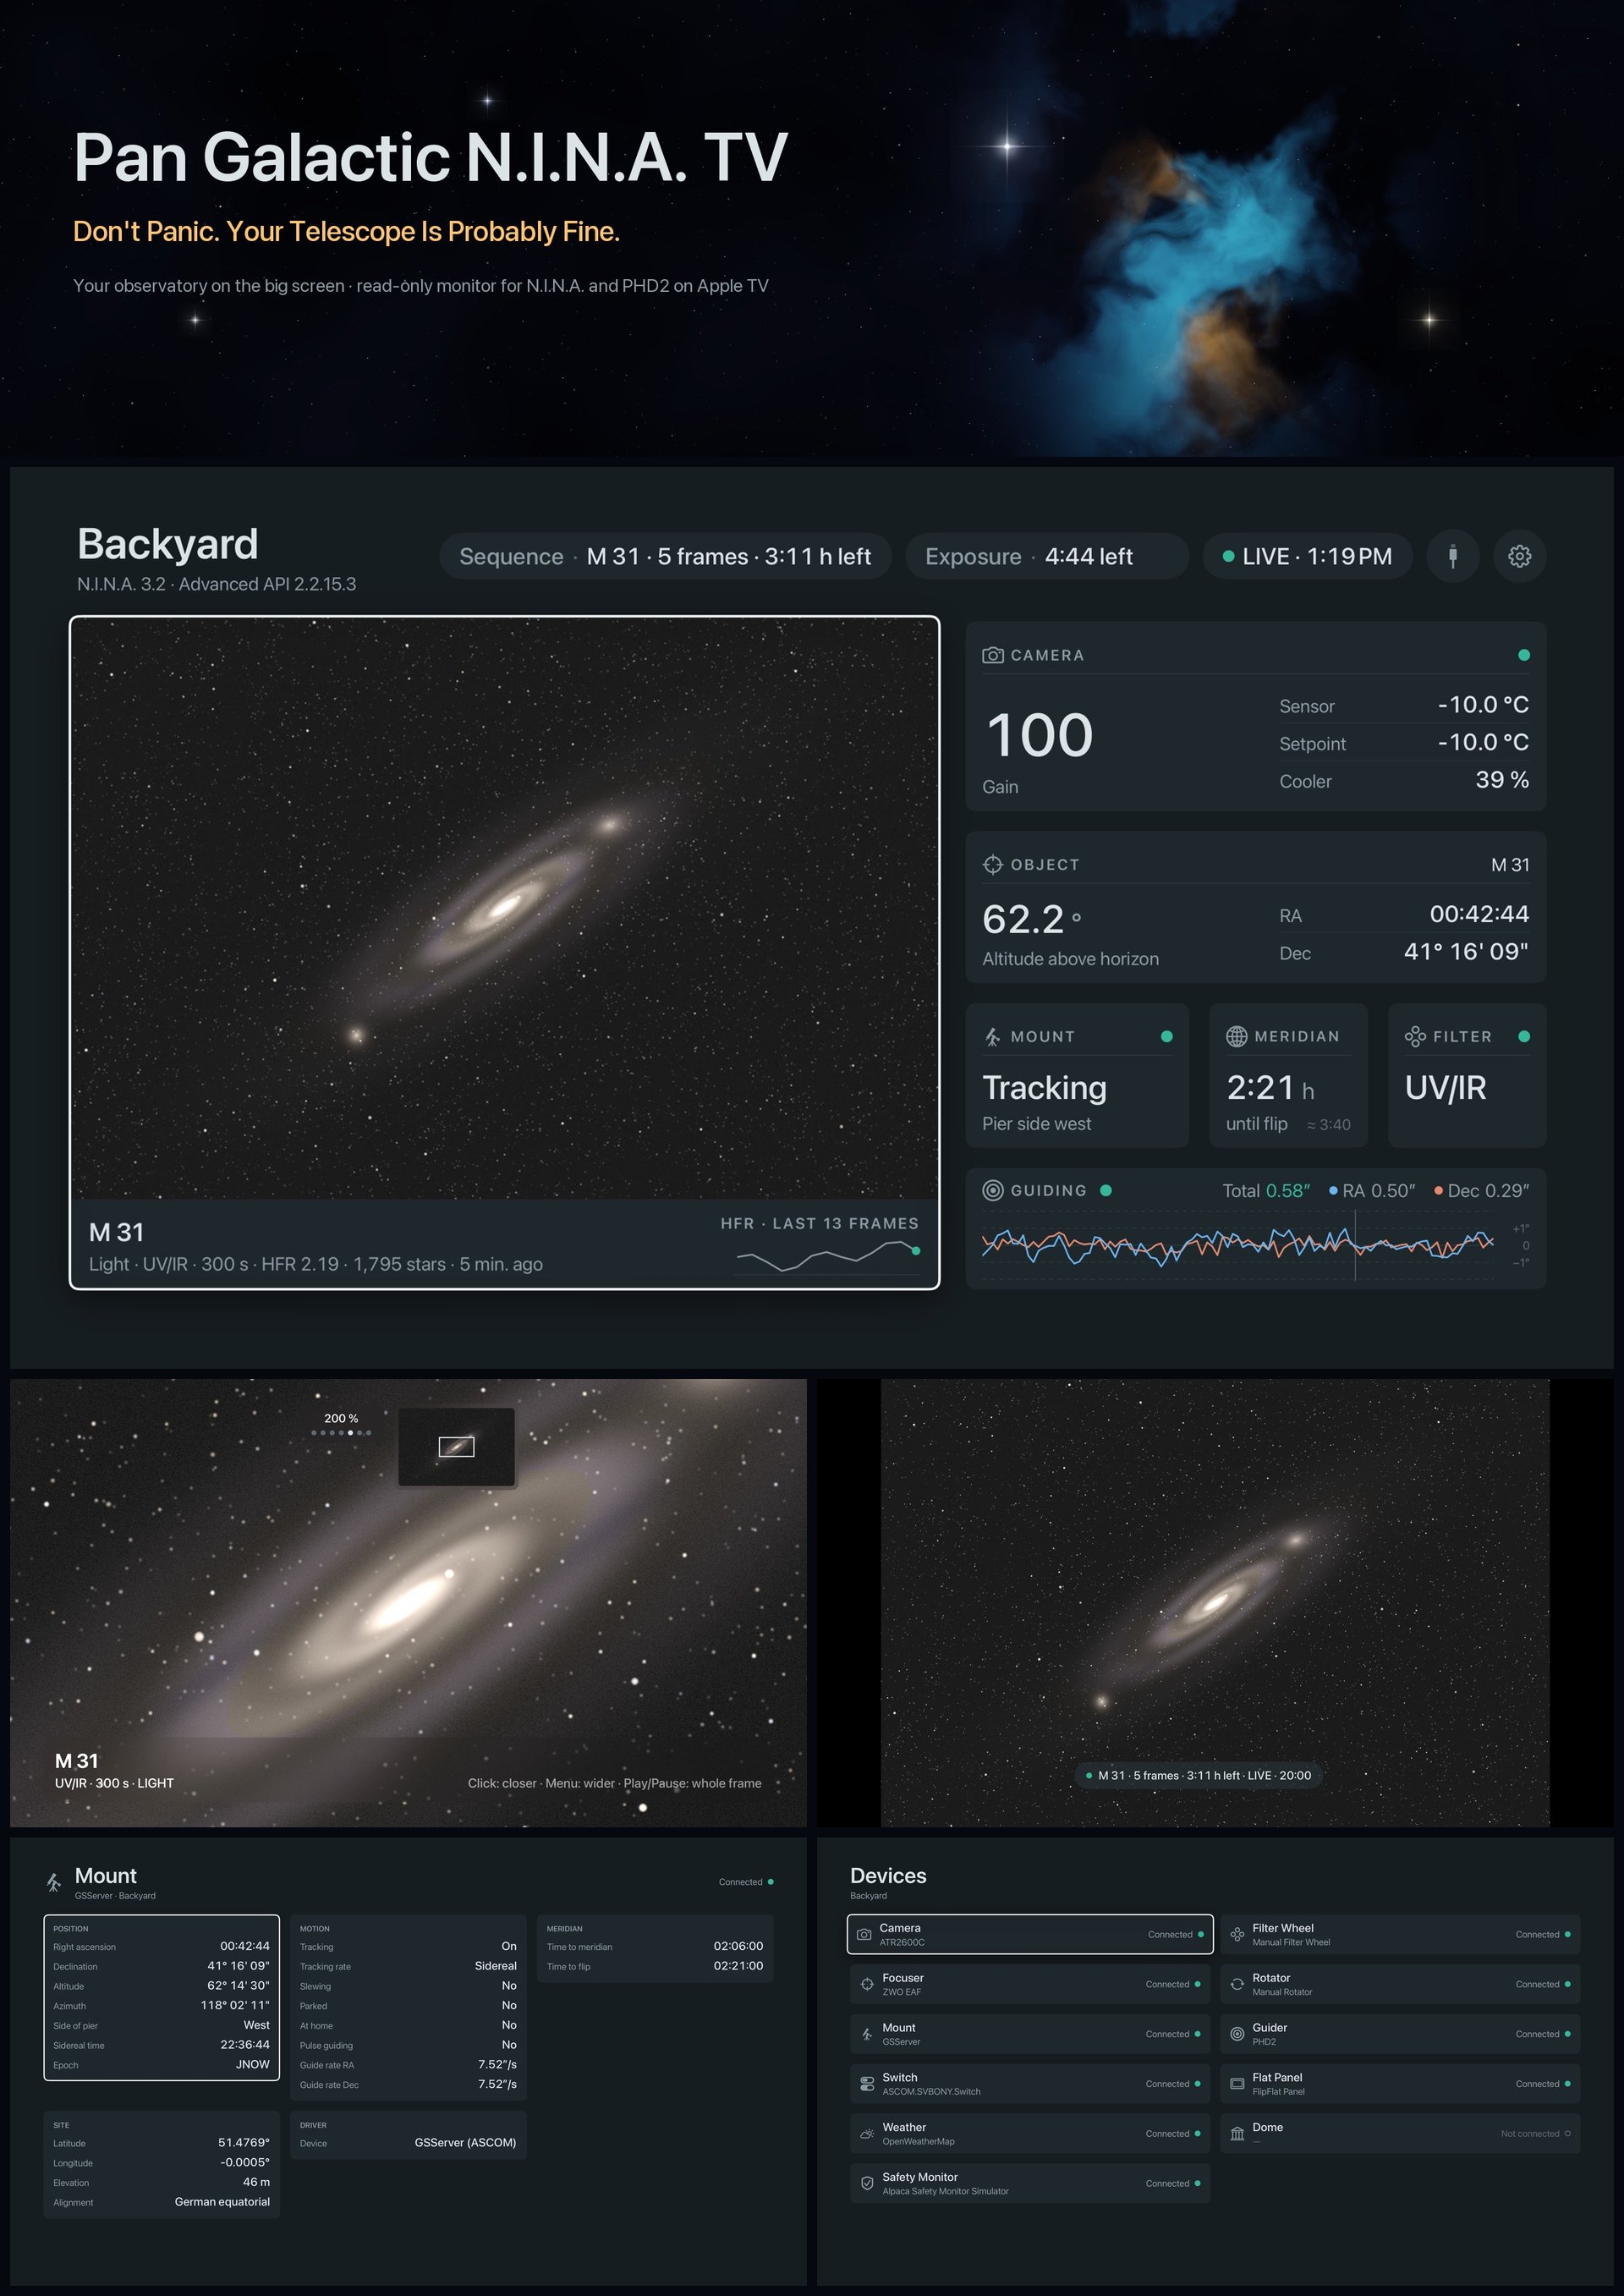 Pan Galactic N.I.N.A. TV
Don't Panic. Your Telescope Is Probably Fine.
Your observatory on the big screen · read-only monitor for N.I.N.A. and PHD2 on Apple TV
Backyard
N.I.N.A. 3.2 · Advanced API 2.2.15.3
Sequence · M 31 · 5 frames · 3:11 h left
Exposure · 4:44 left
LIVE · 1:19 PM
M 31
Light · UV/IR · 300 s · HFR 2.19 · 1,795 stars · 5 min. ago
HFR · LAST 13 FRAMES
CAMERA
100
Gain
Sensor -10.0 °C
Setpoint -10.0 °C
Cooler 39 %
OBJECT M 31
62.2 °
Altitude above horizon
RA 00:42:44
Dec 41° 16' 09"
MOUNT
Tracking
Pier side west
MERIDIAN
2:21 h
until flip ≈ 3:40
FILTER
UV/IR
GUIDING Total 0.58″ RA 0.50″ Dec 0.29″
+1″
0
−1″
200 %
M 31
UV/IR · 300 s · LIGHT
Click: closer · Menu: wider · Play/Pause: whole frame
M 31 · 5 frames · 3:11 h left · LIVE · 20:00
Mount
GSServer · Backyard
Connected
POSITION
Right ascension 00:42:44
Declination 41° 16' 09"
Altitude 62° 14' 30"
Azimuth 118° 02' 11"
Side of pier West
Sidereal time 22:36:44
Epoch JNOW
MOTION
Tracking On
Tracking rate Sidereal
Slewing No
Parked No
At home No
Pulse guiding No
Guide rate RA 7.52″/s
Guide rate Dec 7.52″/s
MERIDIAN
Time to meridian 02:06:00
Time to flip 02:21:00
SITE
Latitude 51.4769°
Longitude -0.0005°
Elevation 46 m
Alignment German equatorial
DRIVER
Device GSServer (ASCOM)
Devices
Backyard
Camera
ATR2600C
Connected
Filter Wheel
Manual Filter Wheel
Connected
Focuser
ZWO EAF
Connected
Rotator
Manual Rotator
Connected
Mount
GSServer
Connected
Guider
PHD2
Connected
Switch
ASCOM.SVBONY.Switch
Connected
Flat Panel
FlipFlat Panel
Connected
Weather
OpenWeatherMap
Connected
Dome
—
Not connected
Safety Monitor
Alpaca Safety Monitor Simulator
Connected